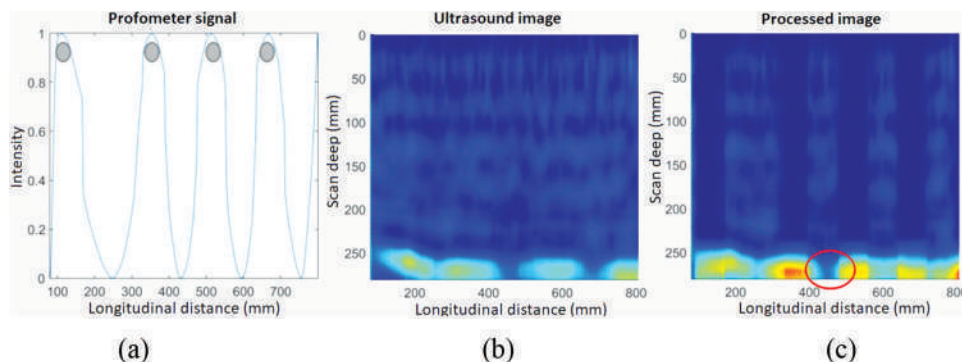 Profometer signal
Intensity
1
0.8
0.6
0.4
0.2
0
100 200 300 400 500 600 700
Longitudinal distance (mm)
(a)
Ultrasound image
Scan deep (mm)
0
50
100
150
200
250
200 400 600 800
Longitudinal distance (mm)
(b)
Processed image
Scan deep (mm)
0
50
100
150
200
250
200 400 600 800
Longitudinal distance (mm)
(c)